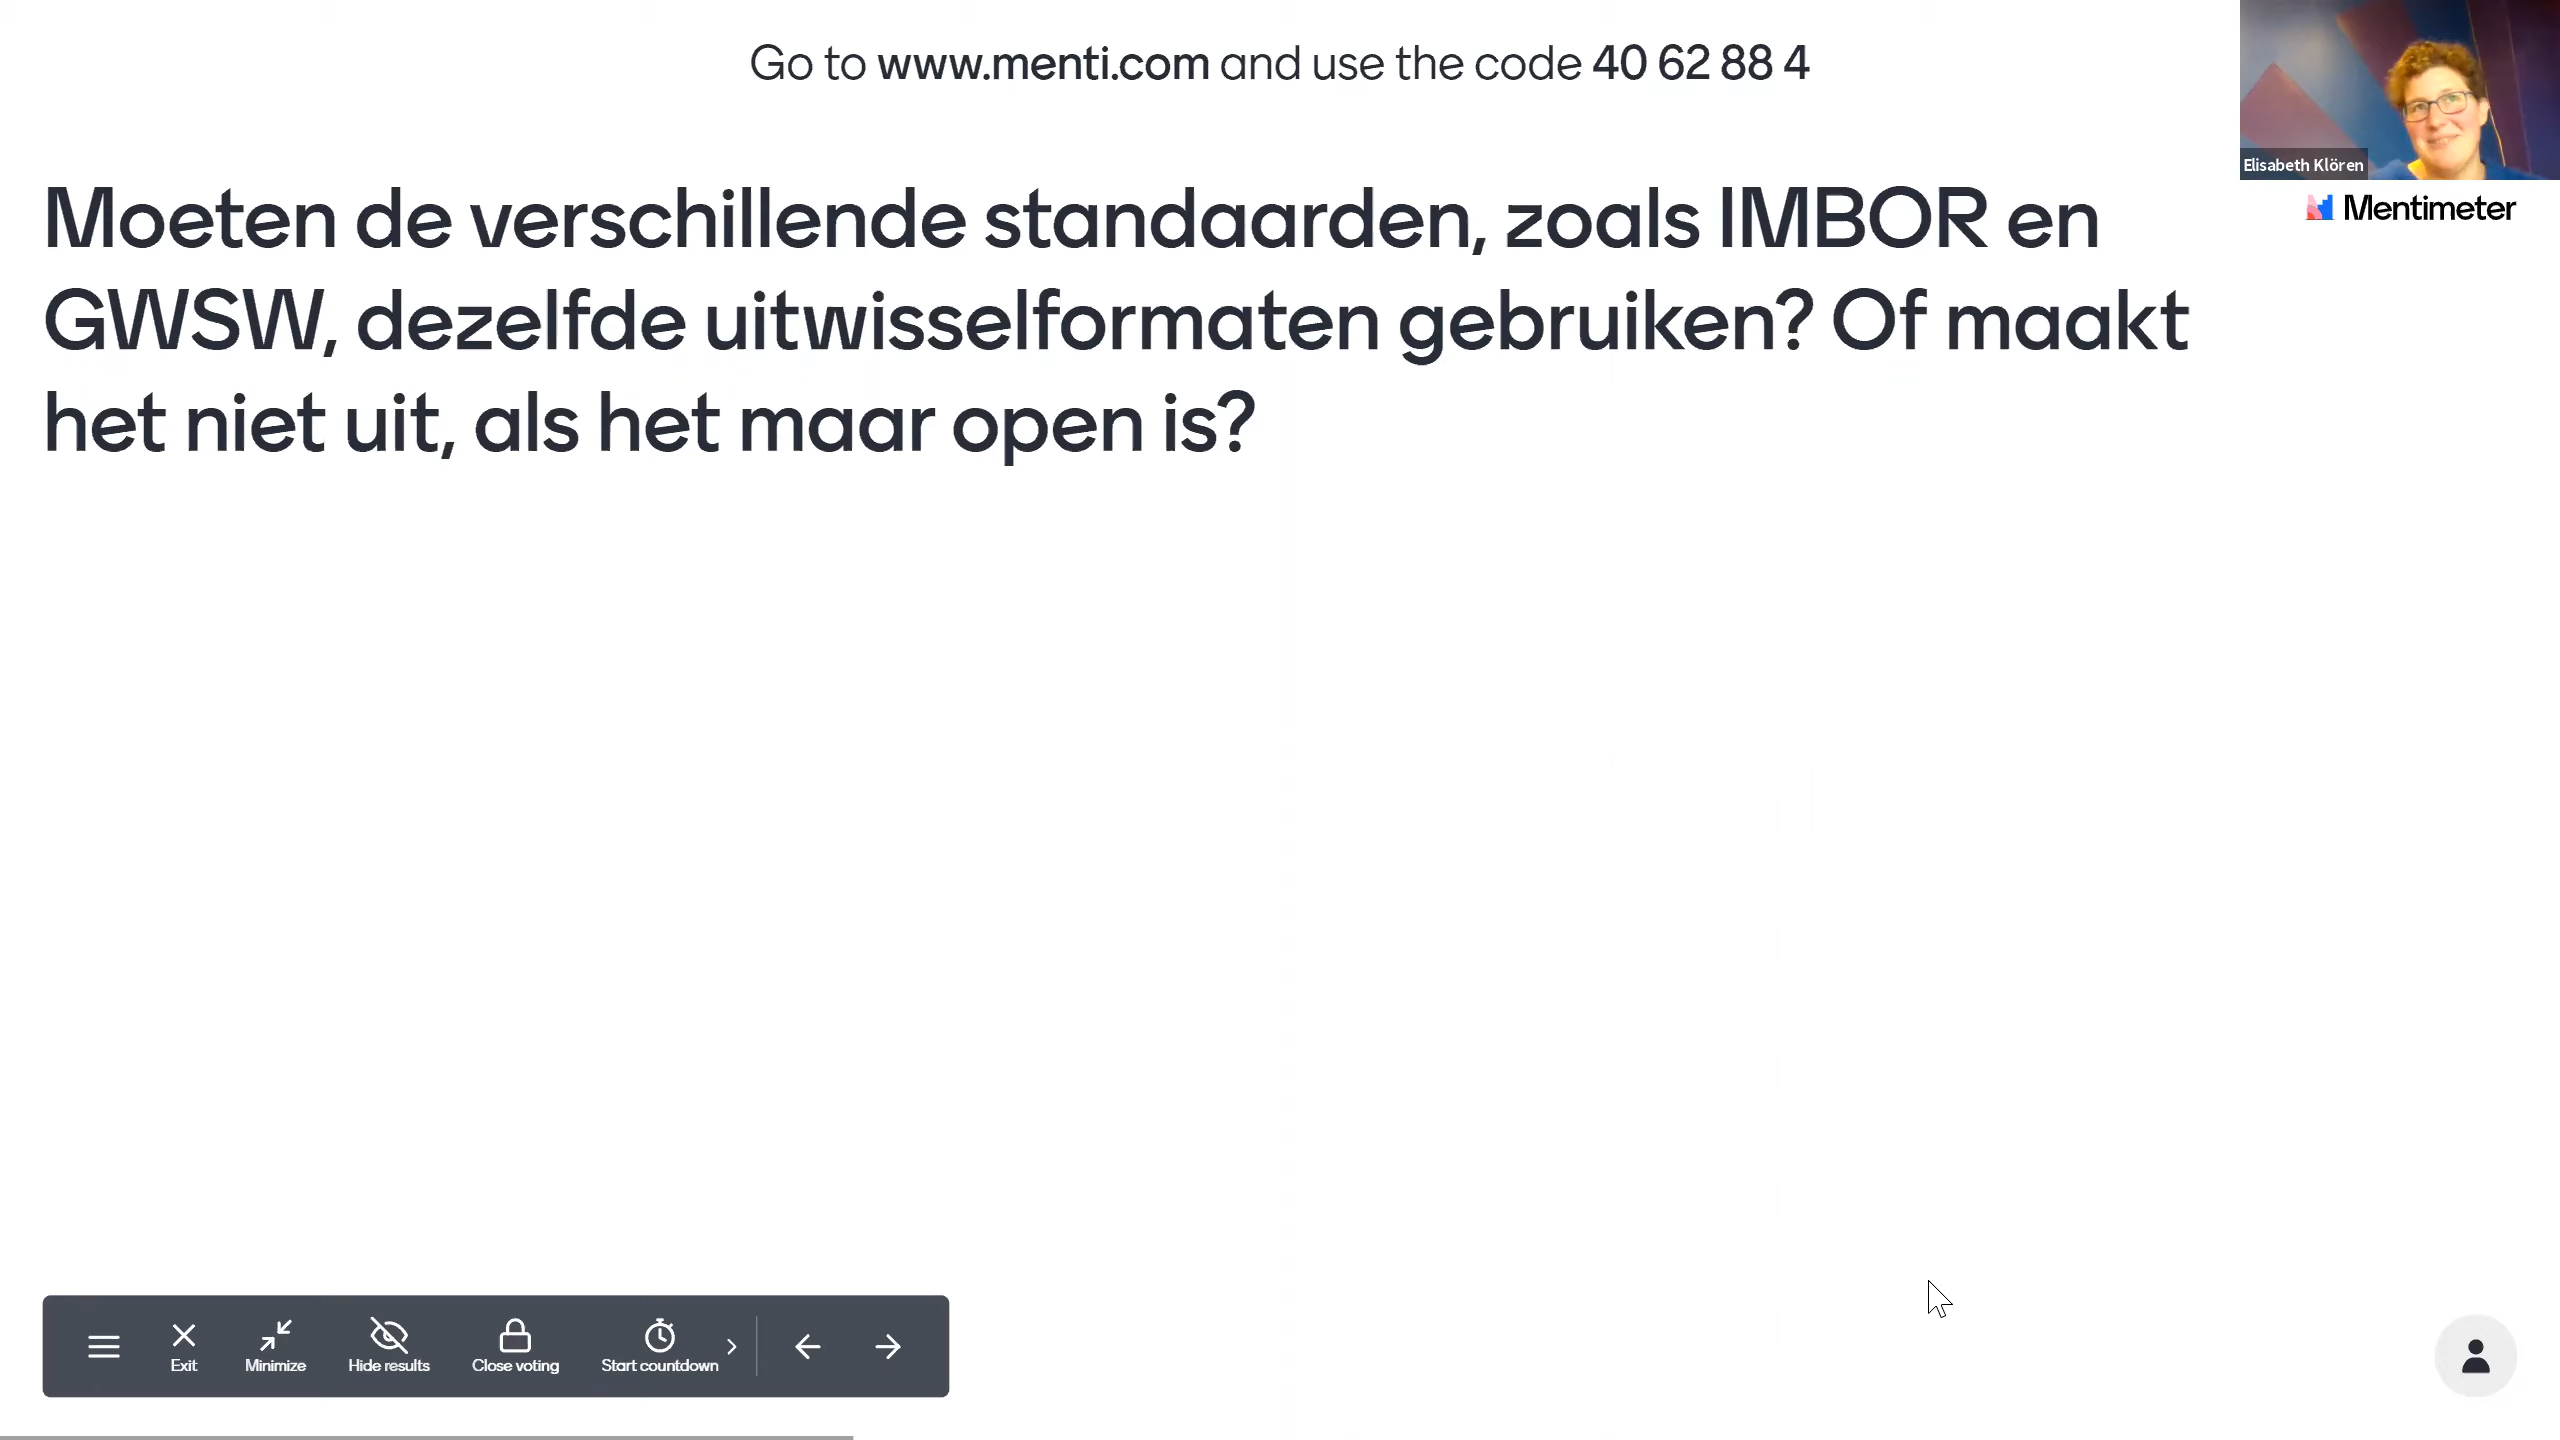 Go to www.menti.com and use the code 40 62 88 4
Elisabeth Klören
Mentimeter
Moeten de verschillende standaarden, zoals IMBOR en
GWSW, dezelfde uitwisselformaten gebruiken? Of maakt
het niet uit, als het maar open is?
Exit
Minimize
Hide results
Close voting
Start countdown